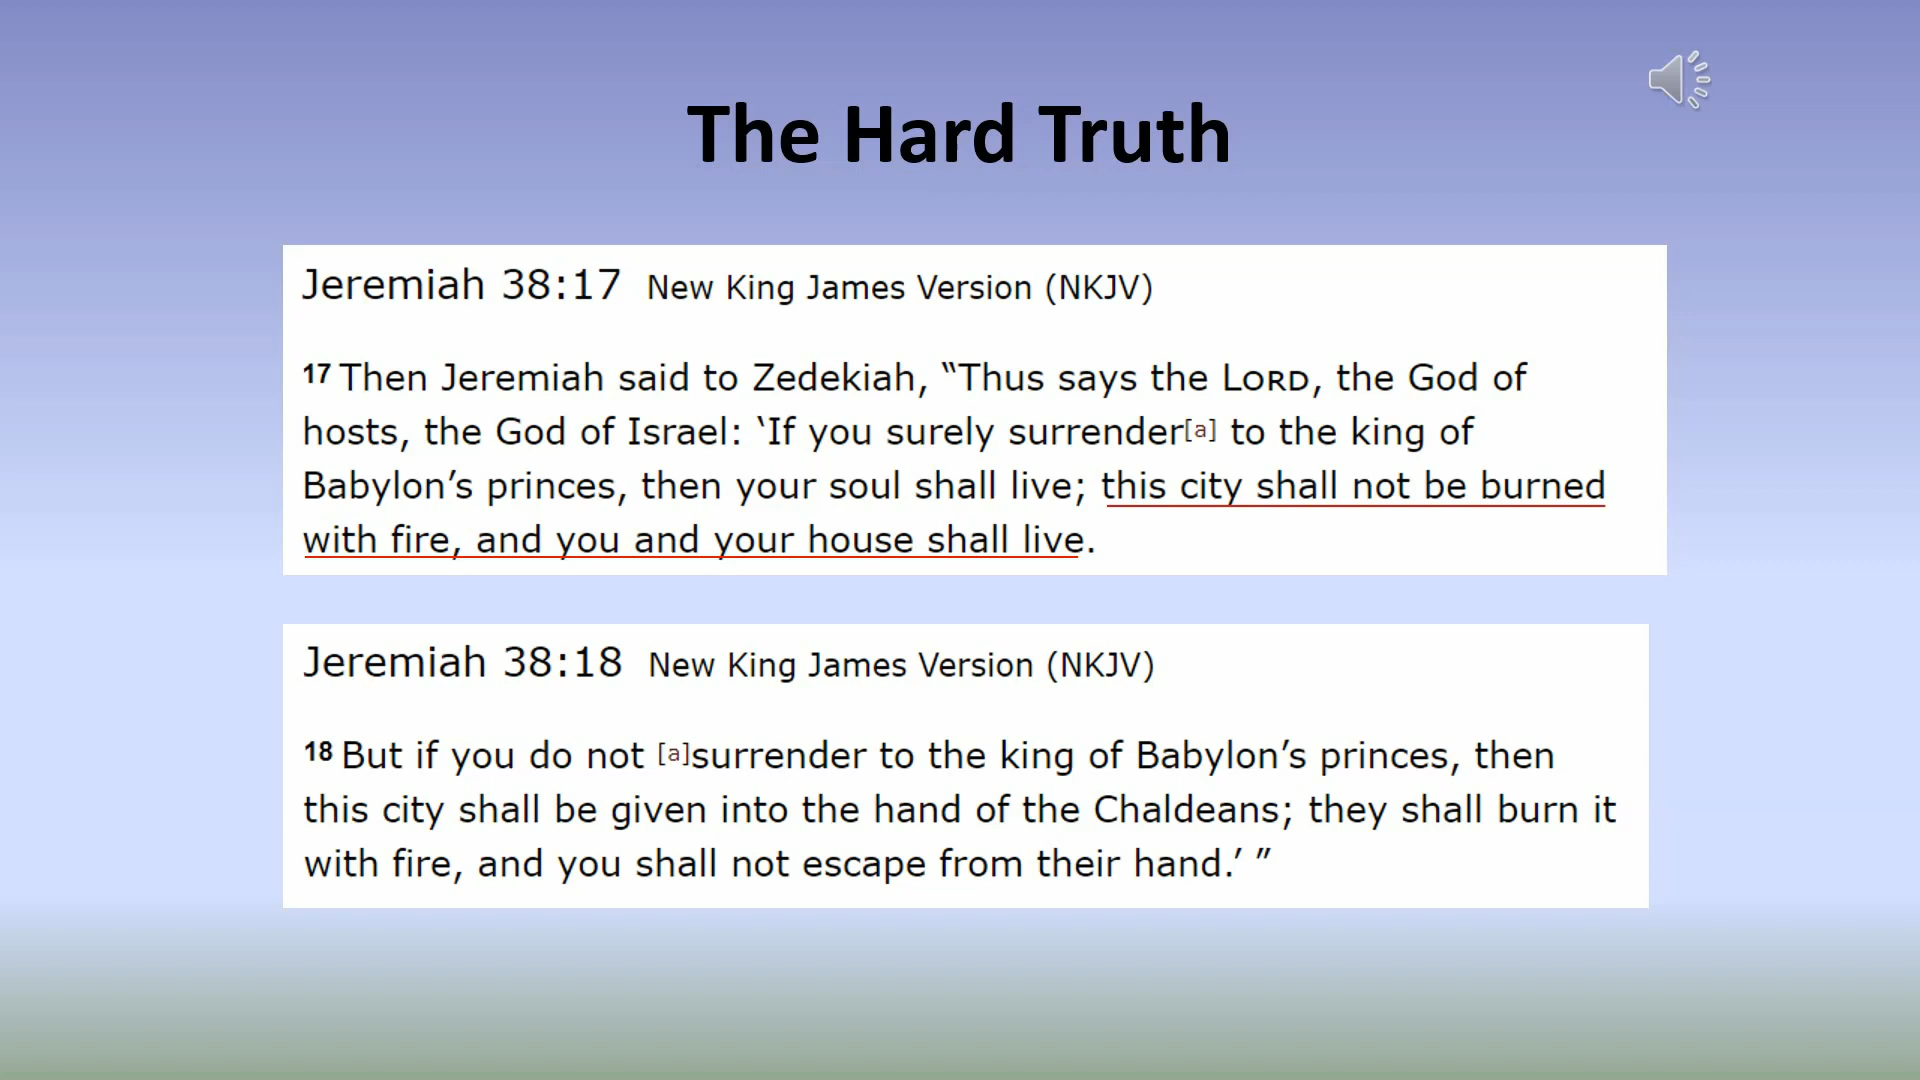 The Hard Truth
Jeremiah 38:17 New King James Version (NKJV)
17 Then Jeremiah said to Zedekiah, “Thus says the LORD, the God of
hosts, the God of Israel: ‘If you surely surrender[a] to the king of
Babylon’s princes, then your soul shall live; this city shall not be burned
with fire, and you and your house shall live.
Jeremiah 38:18 New King James Version (NKJV)
18 But if you do not [a]surrender to the king of Babylon’s princes, then
this city shall be given into the hand of the Chaldeans; they shall burn it
with fire, and you shall not escape from their hand.’ ”